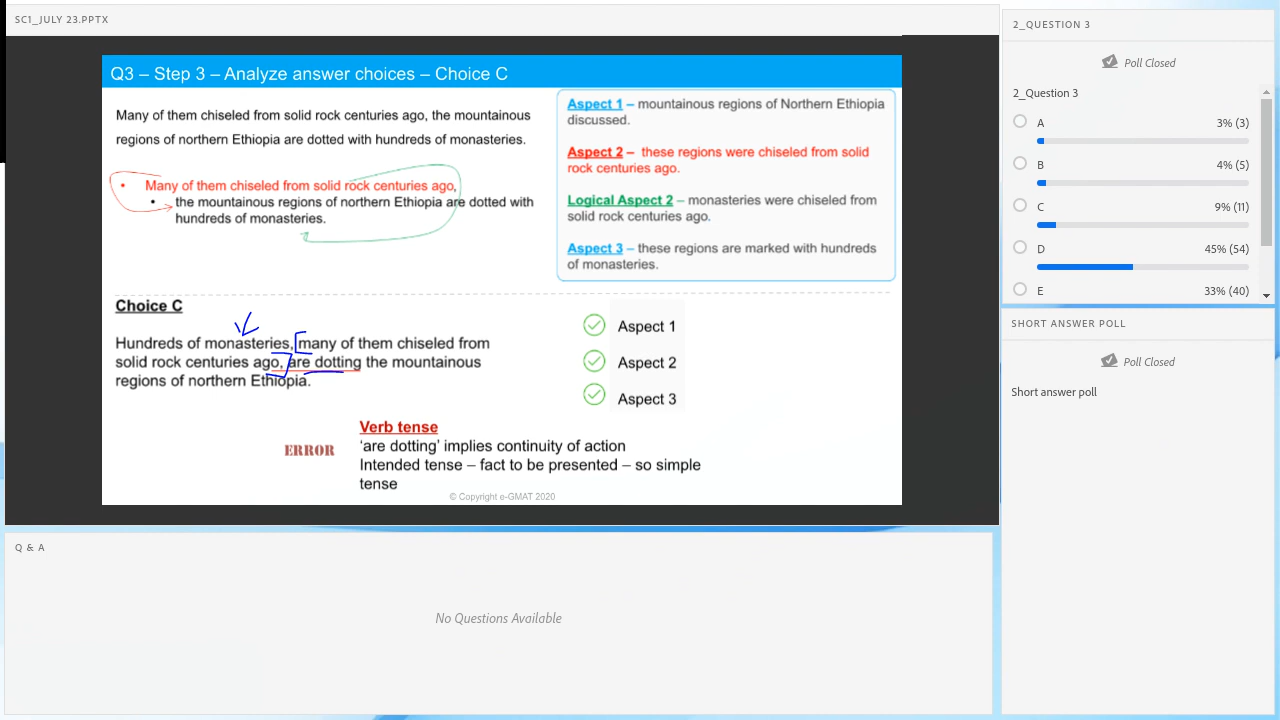 SC1_JULY 23.PPTX
Q3 – Step 3 – Analyze answer choices – Choice C
Many of them chiseled from solid rock centuries ago, the mountainous
regions of northern Ethiopia are dotted with hundreds of monasteries.
• Many of them chiseled from solid rock centuries ago,
• the mountainous regions of northern Ethiopia are dotted with
hundreds of monasteries.
Aspect 1 – mountainous regions of Northern Ethiopia
discussed.
Aspect 2 – these regions were chiseled from solid
rock centuries ago.
Logical Aspect 2 – monasteries were chiseled from
solid rock centuries ago.
Aspect 3 – these regions are marked with hundreds
of monasteries.
Choice C
Hundreds of monasteries, many of them chiseled from
solid rock centuries ago, are dotting the mountainous
regions of northern Ethiopia.
Aspect 1
Aspect 2
Aspect 3
ERROR
Verb tense
‘are dotting’ implies continuity of action
Intended tense – fact to be presented – so simple
tense
© Copyright e-GMAT 2020
Q & A
No Questions Available
2_QUESTION 3
Poll Closed
2_Question 3
A 3% (3)
B 4% (5)
C 9% (11)
D 45% (54)
E 33% (40)
SHORT ANSWER POLL
Poll Closed
Short answer poll